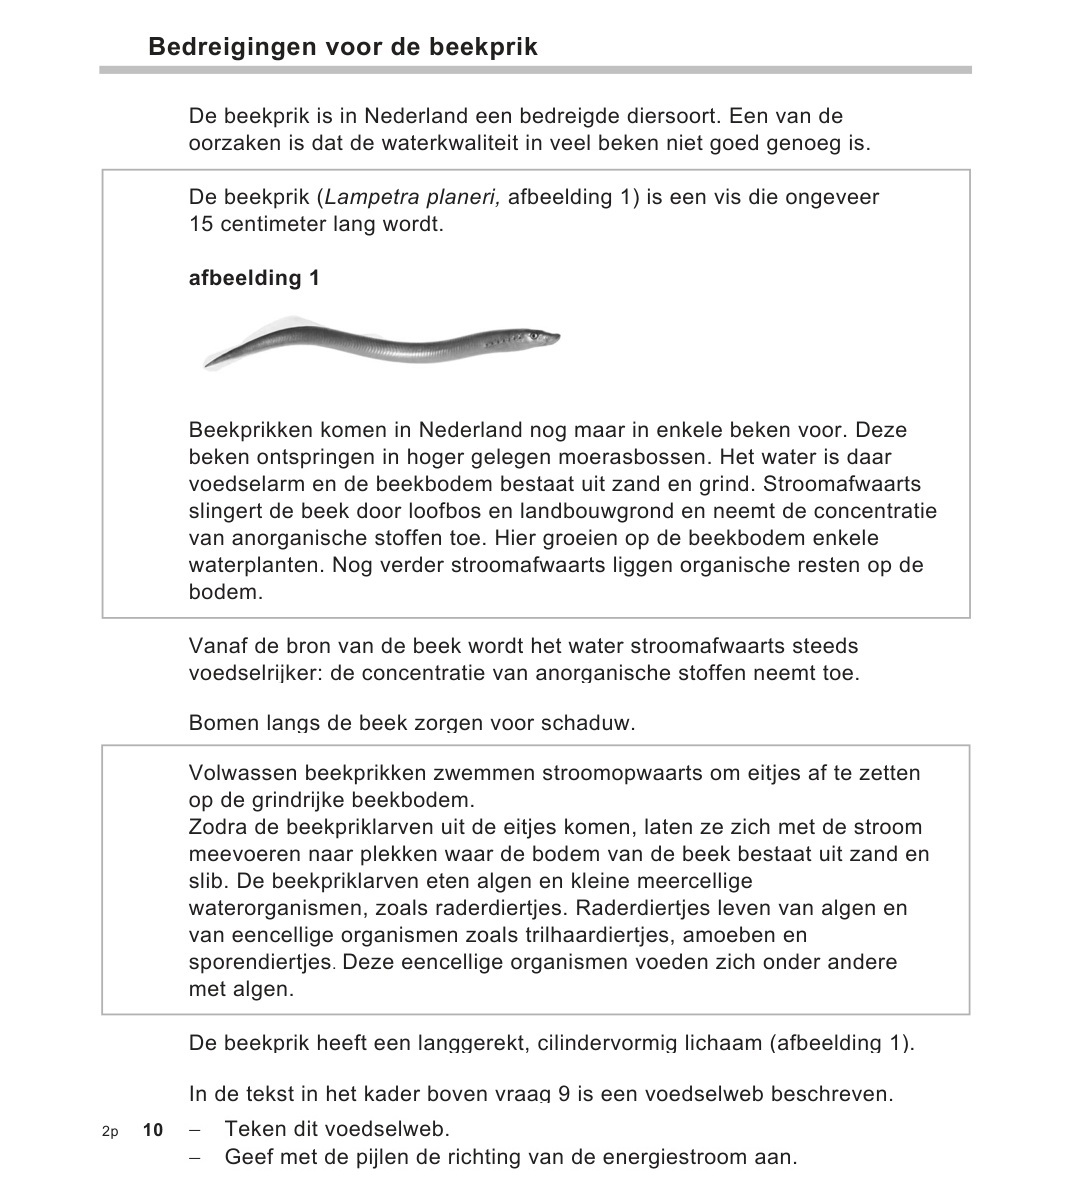 Bedreigingen voor de beekprik
De beekprik is in Nederland een bedreigde diersoort. Een van de
oorzaken is dat de waterkwaliteit in veel beken niet goed genoeg is.
De beekprik (Lampetra planeri, afbeelding 1) is een vis die ongeveer
15 centimeter lang wordt.
afbeelding 1
Beekprikken komen in Nederland nog maar in enkele beken voor. Deze
beken ontspringen in hoger gelegen moerasbossen. Het water is daar
voedselarm en de beekbodem bestaat uit zand en grind. Stroomafwaarts
slingert de beek door loofbos en landbouwgrond en neemt de concentratie
van anorganische stoffen toe. Hier groeien op de beekbodem enkele
waterplanten. Nog verder stroomafwaarts liggen organische resten op de
bodem.
Vanaf de bron van de beek wordt het water stroomafwaarts steeds
voedselrijker: de concentratie van anorganische stoffen neemt toe.
Bomen langs de beek zorgen voor schaduw.
Volwassen beekprikken zwemmen stroomopwaarts om eitjes af te zetten
op de grindrijke beekbodem.
Zodra de beekpriklarven uit de eitjes komen, laten ze zich met de stroom
meevoeren naar plekken waar de bodem van de beek bestaat uit zand en
slib. De beekpriklarven eten algen en kleine meercellige
waterorganismen, zoals raderdiertjes. Raderdiertjes leven van algen en
van eencellige organismen zoals trilhaardiertjes, amoeben en
sporendiertjes. Deze eencellige organismen voeden zich onder andere
met algen.
De beekprik heeft een langgerekt, cilindervormig lichaam (afbeelding 1).
In de tekst in het kader boven vraag 9 is een voedselweb beschreven.
2p 10 – Teken dit voedselweb.
– Geef met de pijlen de richting van de energiestroom aan.